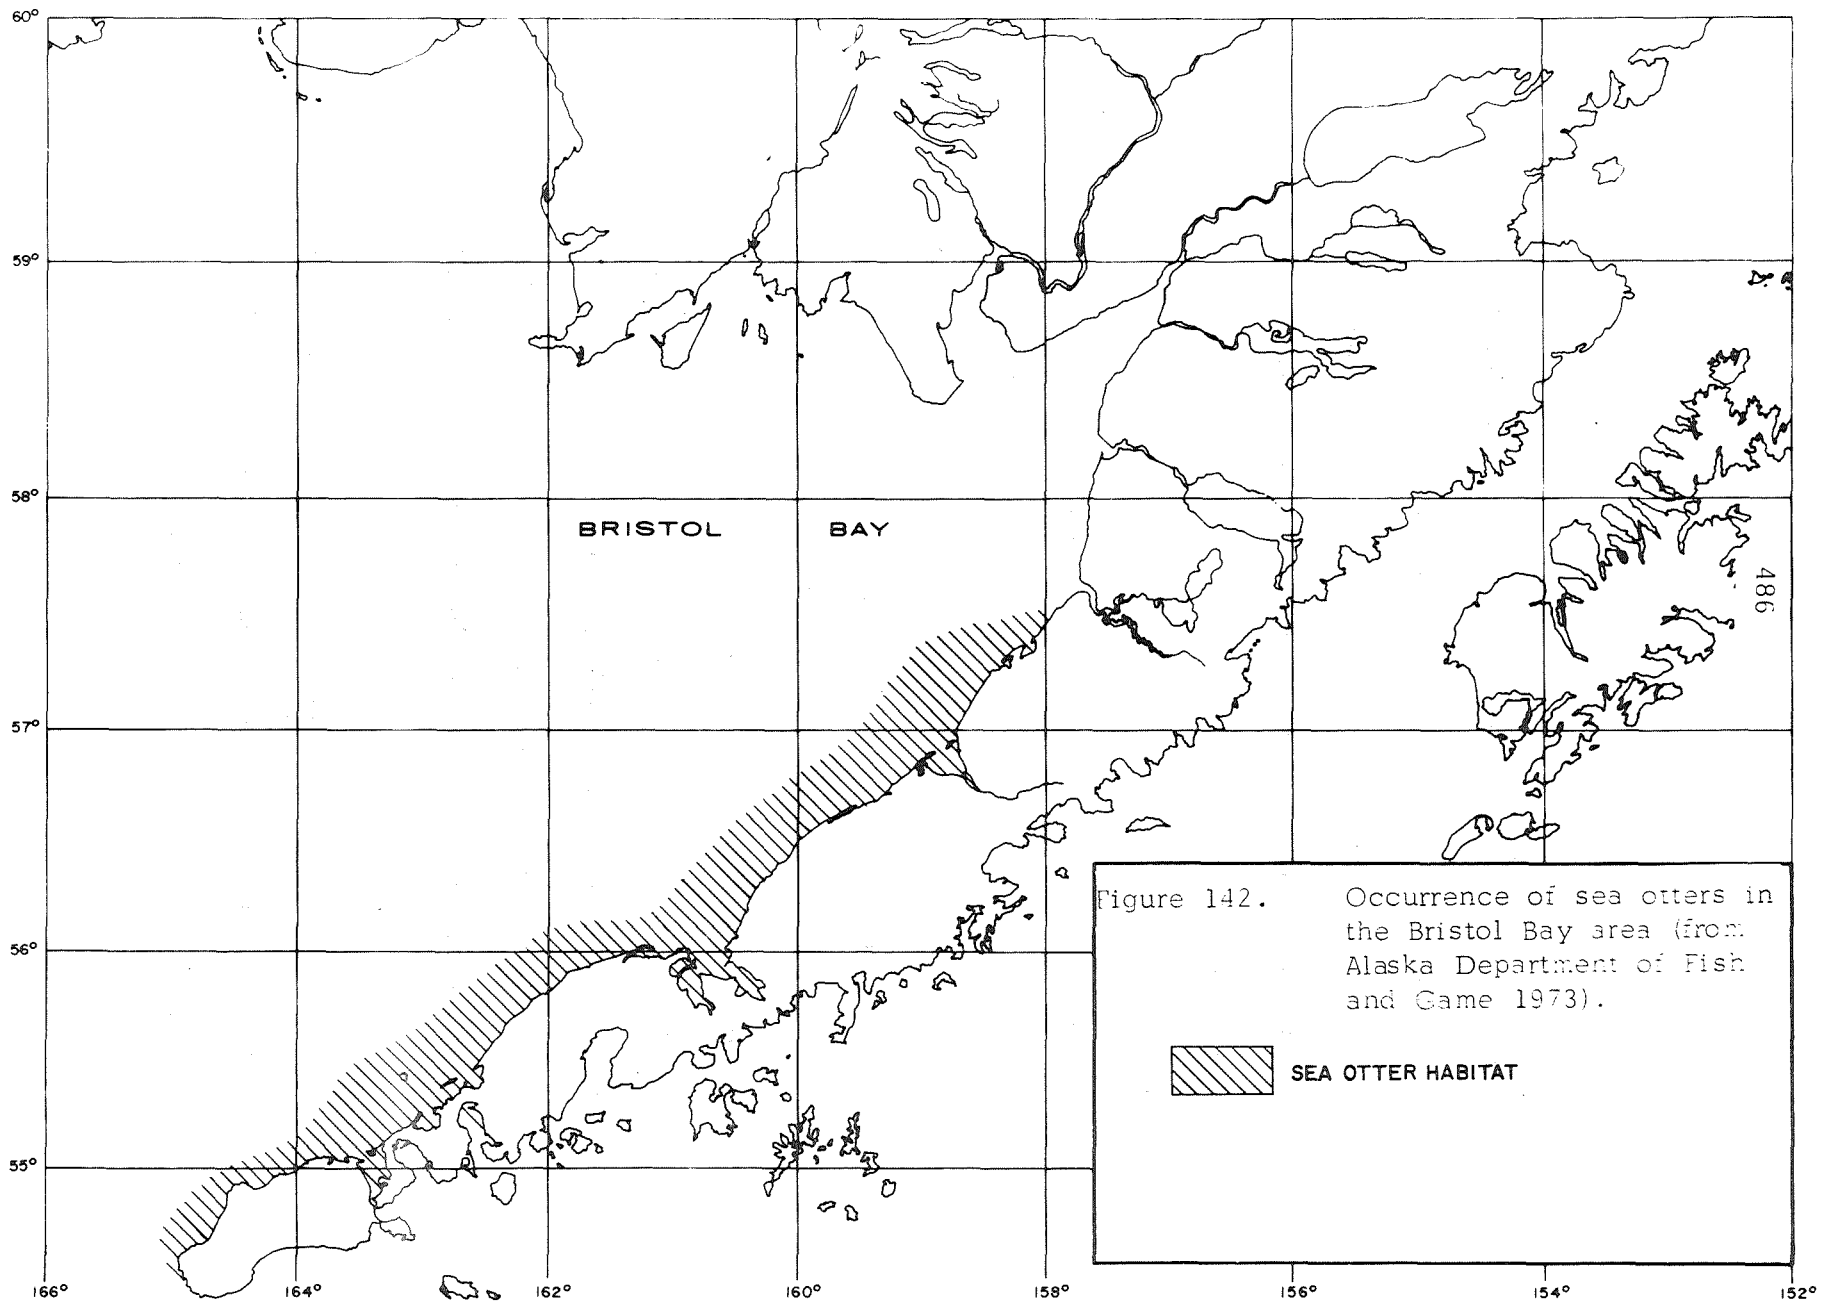 60°
59°
58°
57°
56°
55°
BRISTOL BAY
486
Figure 142. Occurrence of sea otters in
the Bristol Bay area (from
Alaska Department of Fish
and Game 1973).
SEA OTTER HABITAT
166° 164° 162° 160° 158° 156° 154° 152°